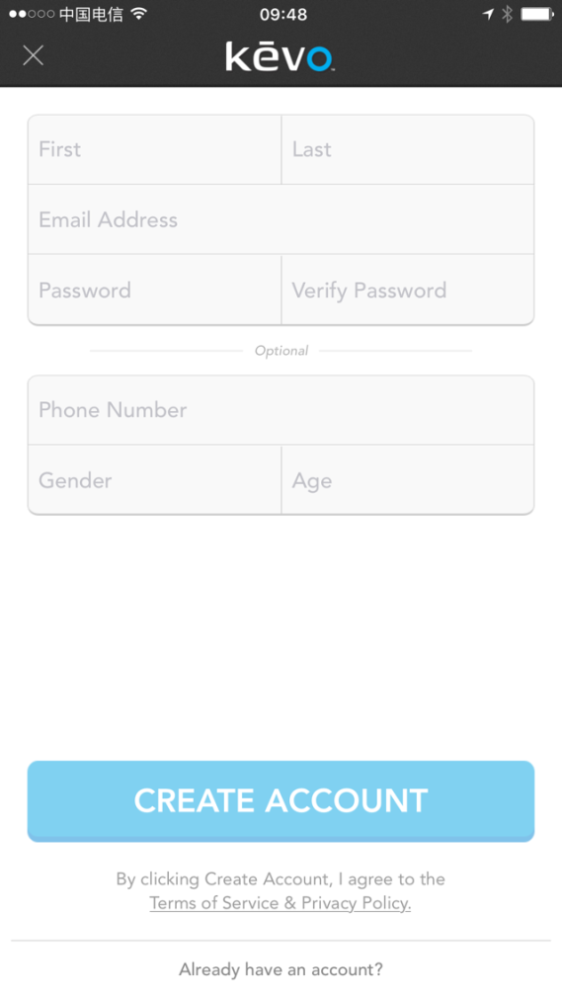 中国电信 09:48
kēvo™
First Last
Email Address
Password Verify Password
Optional
Phone Number
Gender Age
CREATE ACCOUNT
By clicking Create Account, I agree to the
Terms of Service & Privacy Policy.
Already have an account?